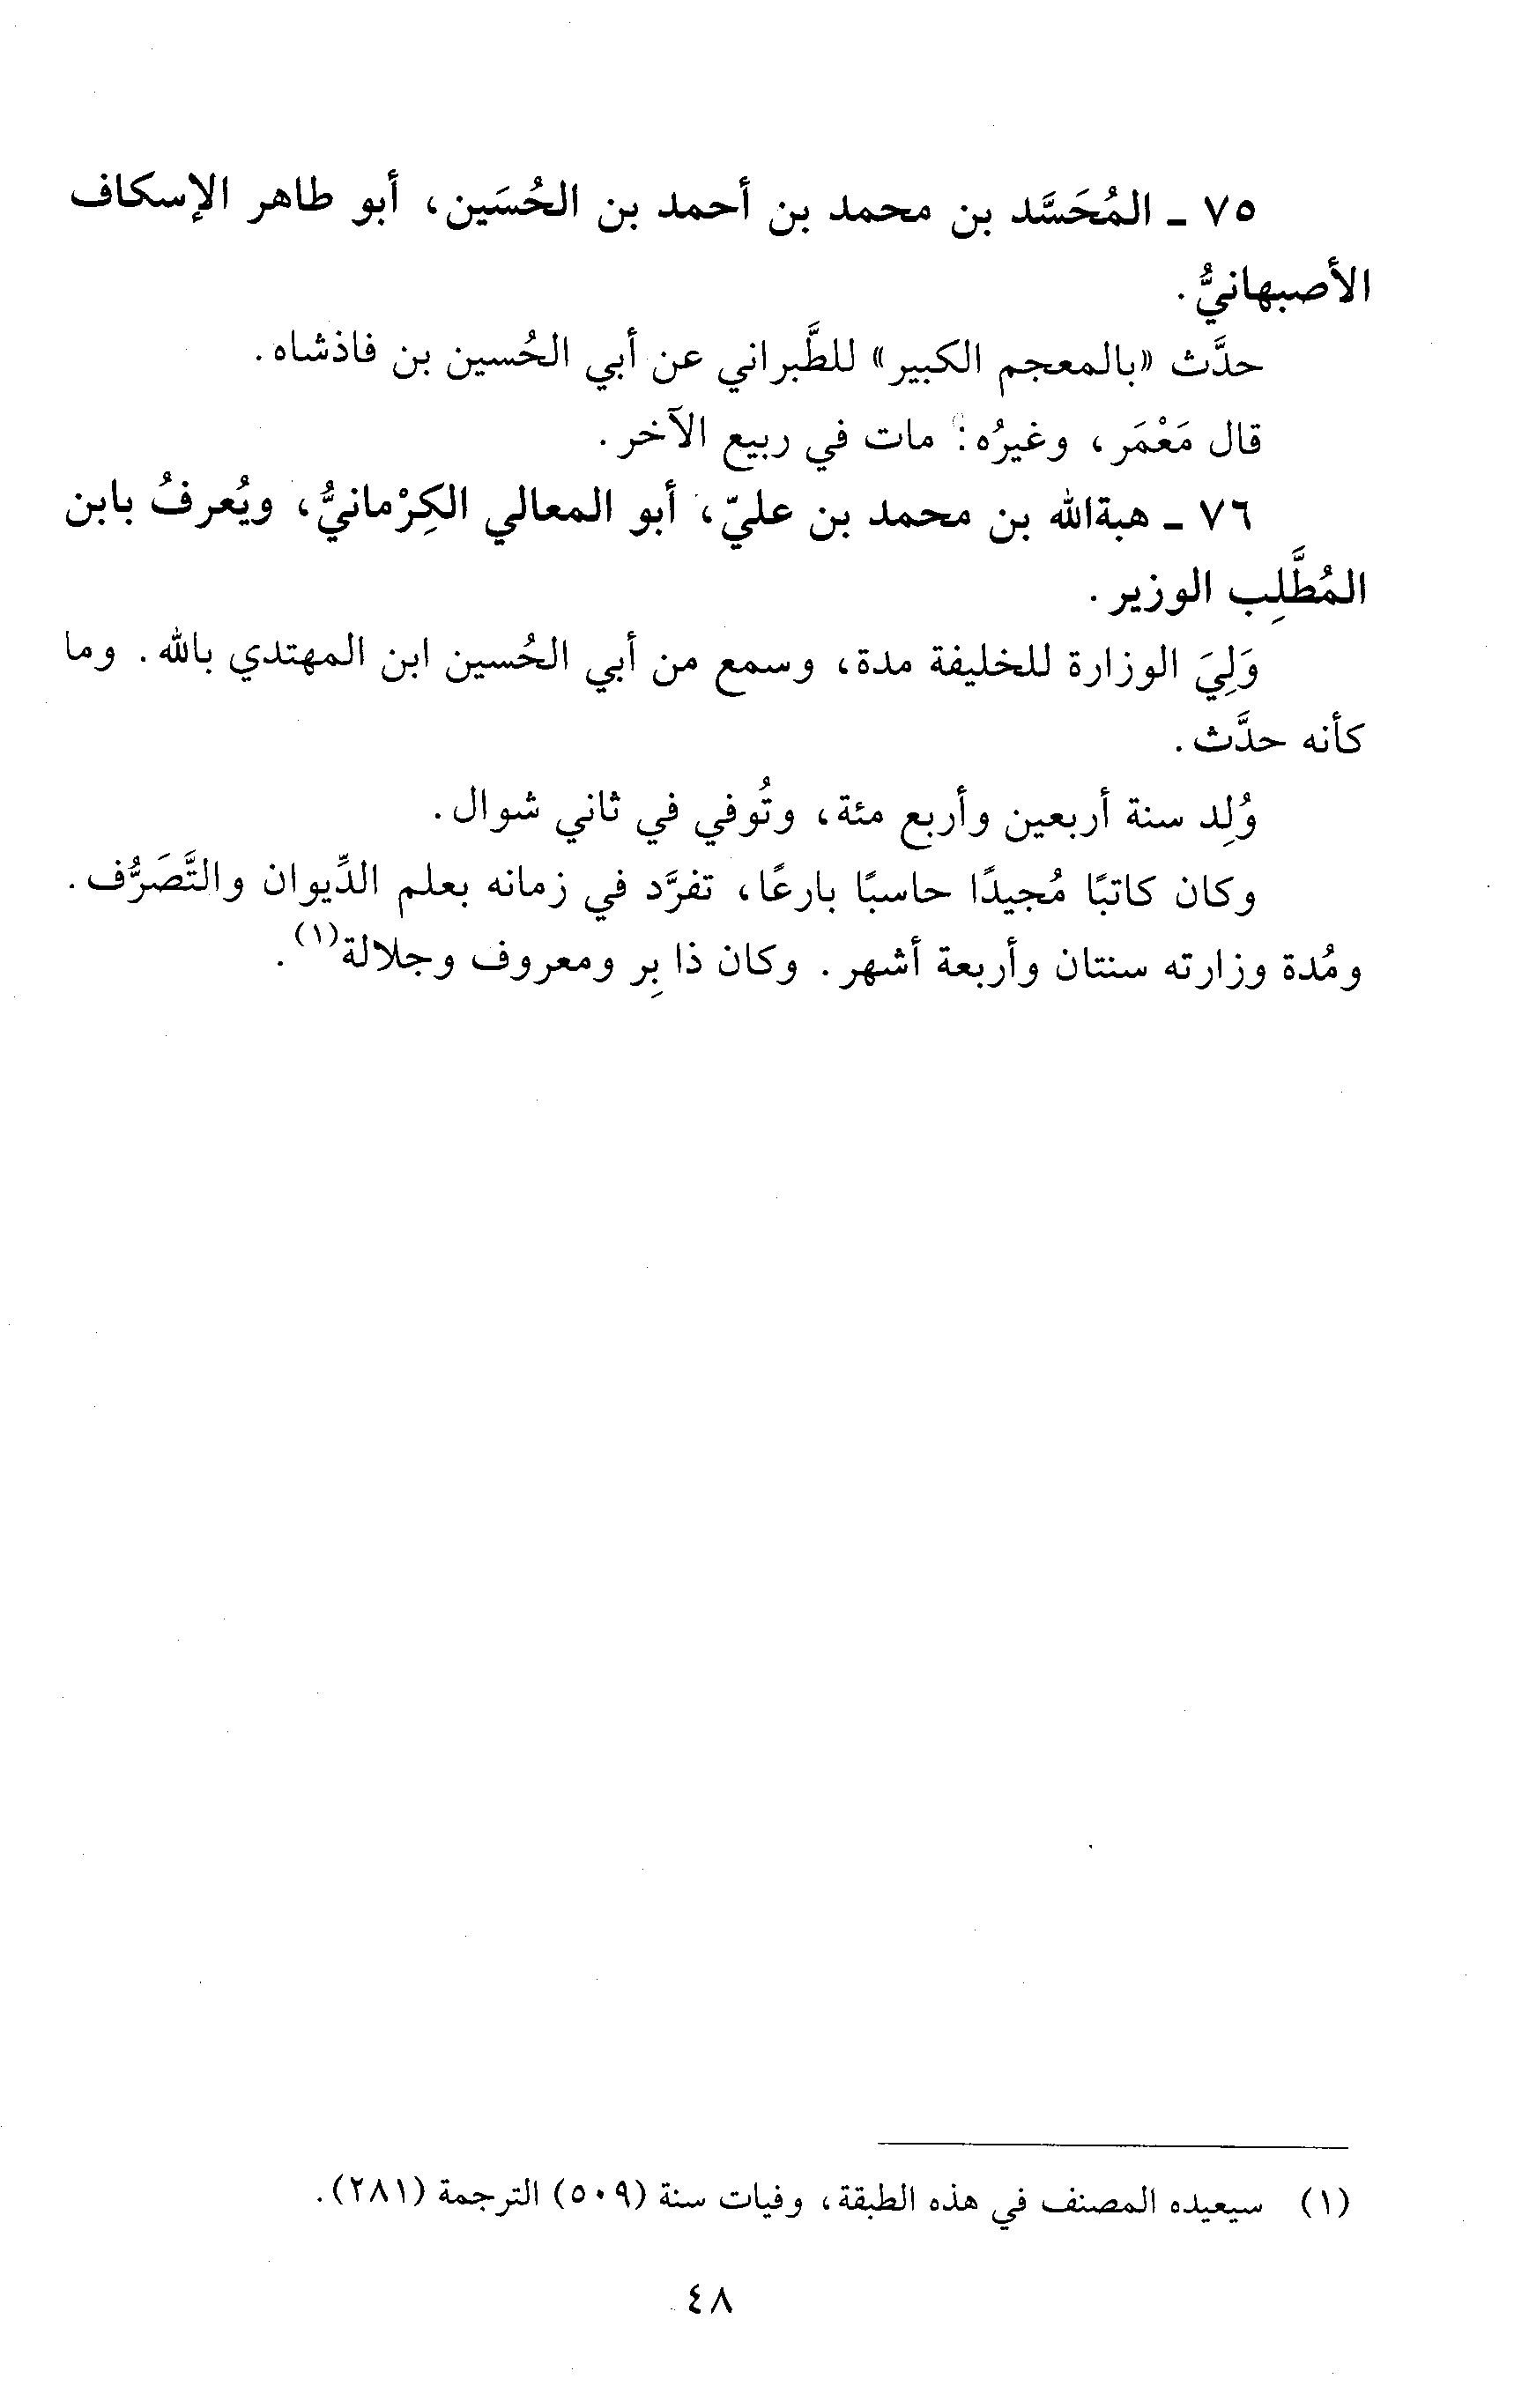 ٧٥ - المُحَسَّد بن محمد بن أحمد بن الحُسَين، أبو طاهر الإسكاف
الأصبهانيُّ.
حدَّث «بالمعجم الكبير» للطَّبراني عن أبي الحُسين بن فاذشاه.
قال مَعْمَر، وغيرُه: مات في ربيع الآخر.
٧٦ - هبةالله بن محمد بن عليّ، أبو المعالي الكِرْمانيُّ، ويُعرفُ بابن
المُطَّلِب الوزير.
وَلِيَ الوزارة للخليفة مدة، وسمع من أبي الحُسين ابن المهتدي بالله. وما
كأنه حدَّث.
وُلِد سنة أربعين وأربع مئة، وتُوفي في ثاني شوال.
وكان كاتبًا مُجيدًا حاسبًا بارعًا، تفرَّد في زمانه بعلم الدِّيوان والتَّصَرُّف.
ومُدة وزارته سنتان وأربعة أشهر. وكان ذا بِر ومعروف وجلالة(١).
(١) سيعيده المصنف في هذه الطبقة، وفيات سنة (٥٠٩) الترجمة (٢٨١).
٤٨